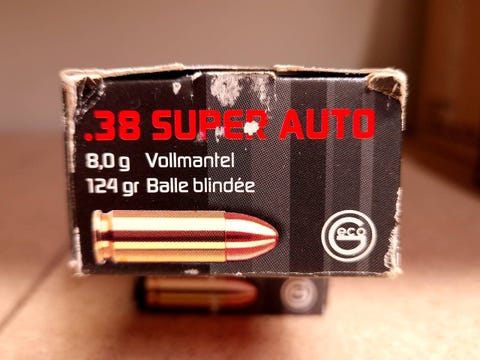 .38 SUPER AUTO
8,0 g Vollmantel
124 gr Balle blindée
Geco